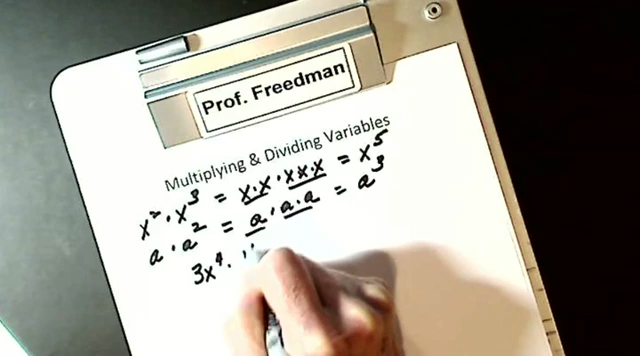 Prof. Freedman
Multiplying & Dividing Variables
x² · x³ = x·x · x·x·x = x⁵
a · a² = a · a·a = a³
3x⁴ ·